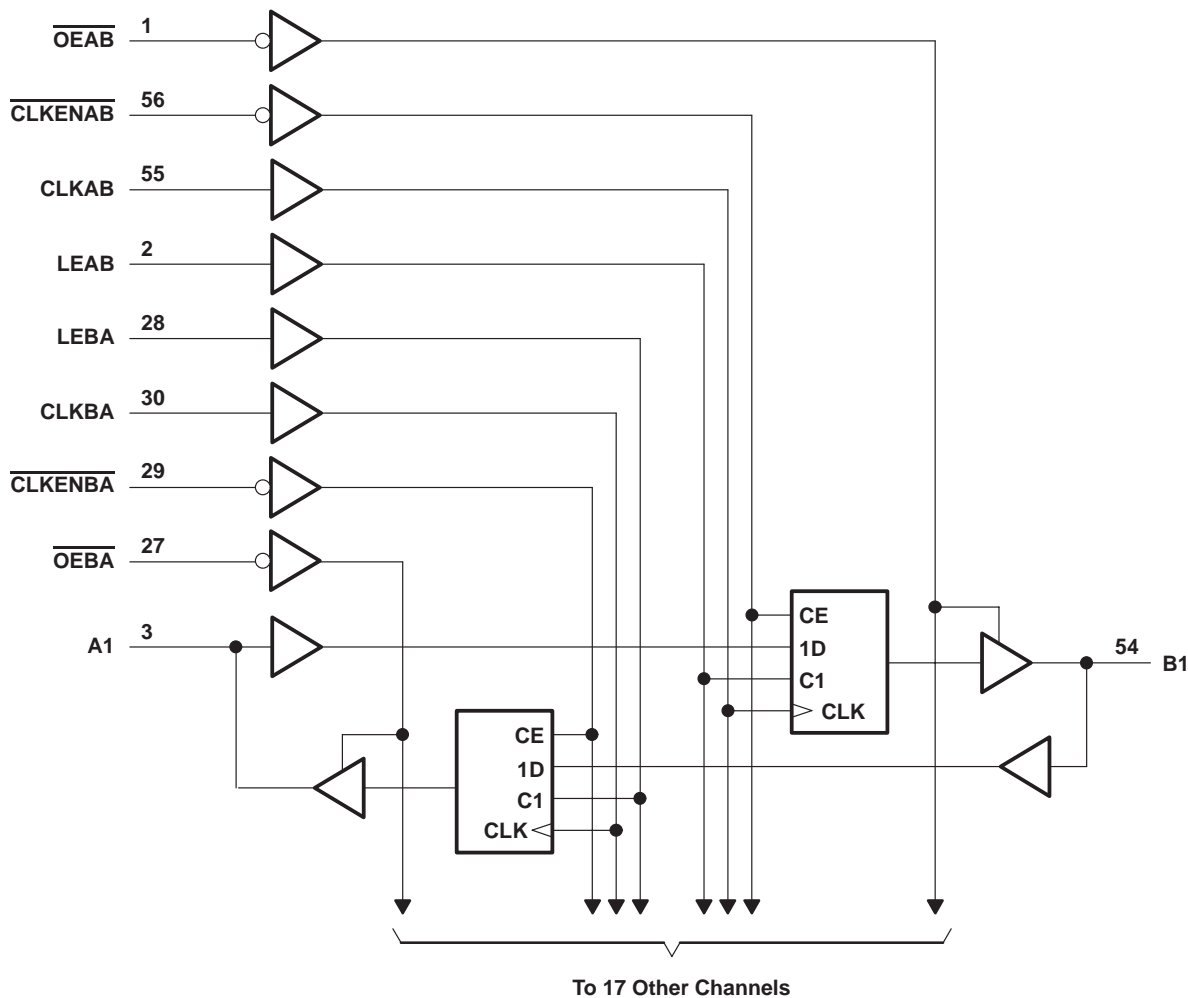 OEAB 1
CLKENAB 56
CLKAB 55
LEAB 2
LEBA 28
CLKBA 30
CLKENBA 29
OEBA 27
A1 3
CE
1D
C1
CLK
54 B1
CE
1D
C1
CLK
To 17 Other Channels